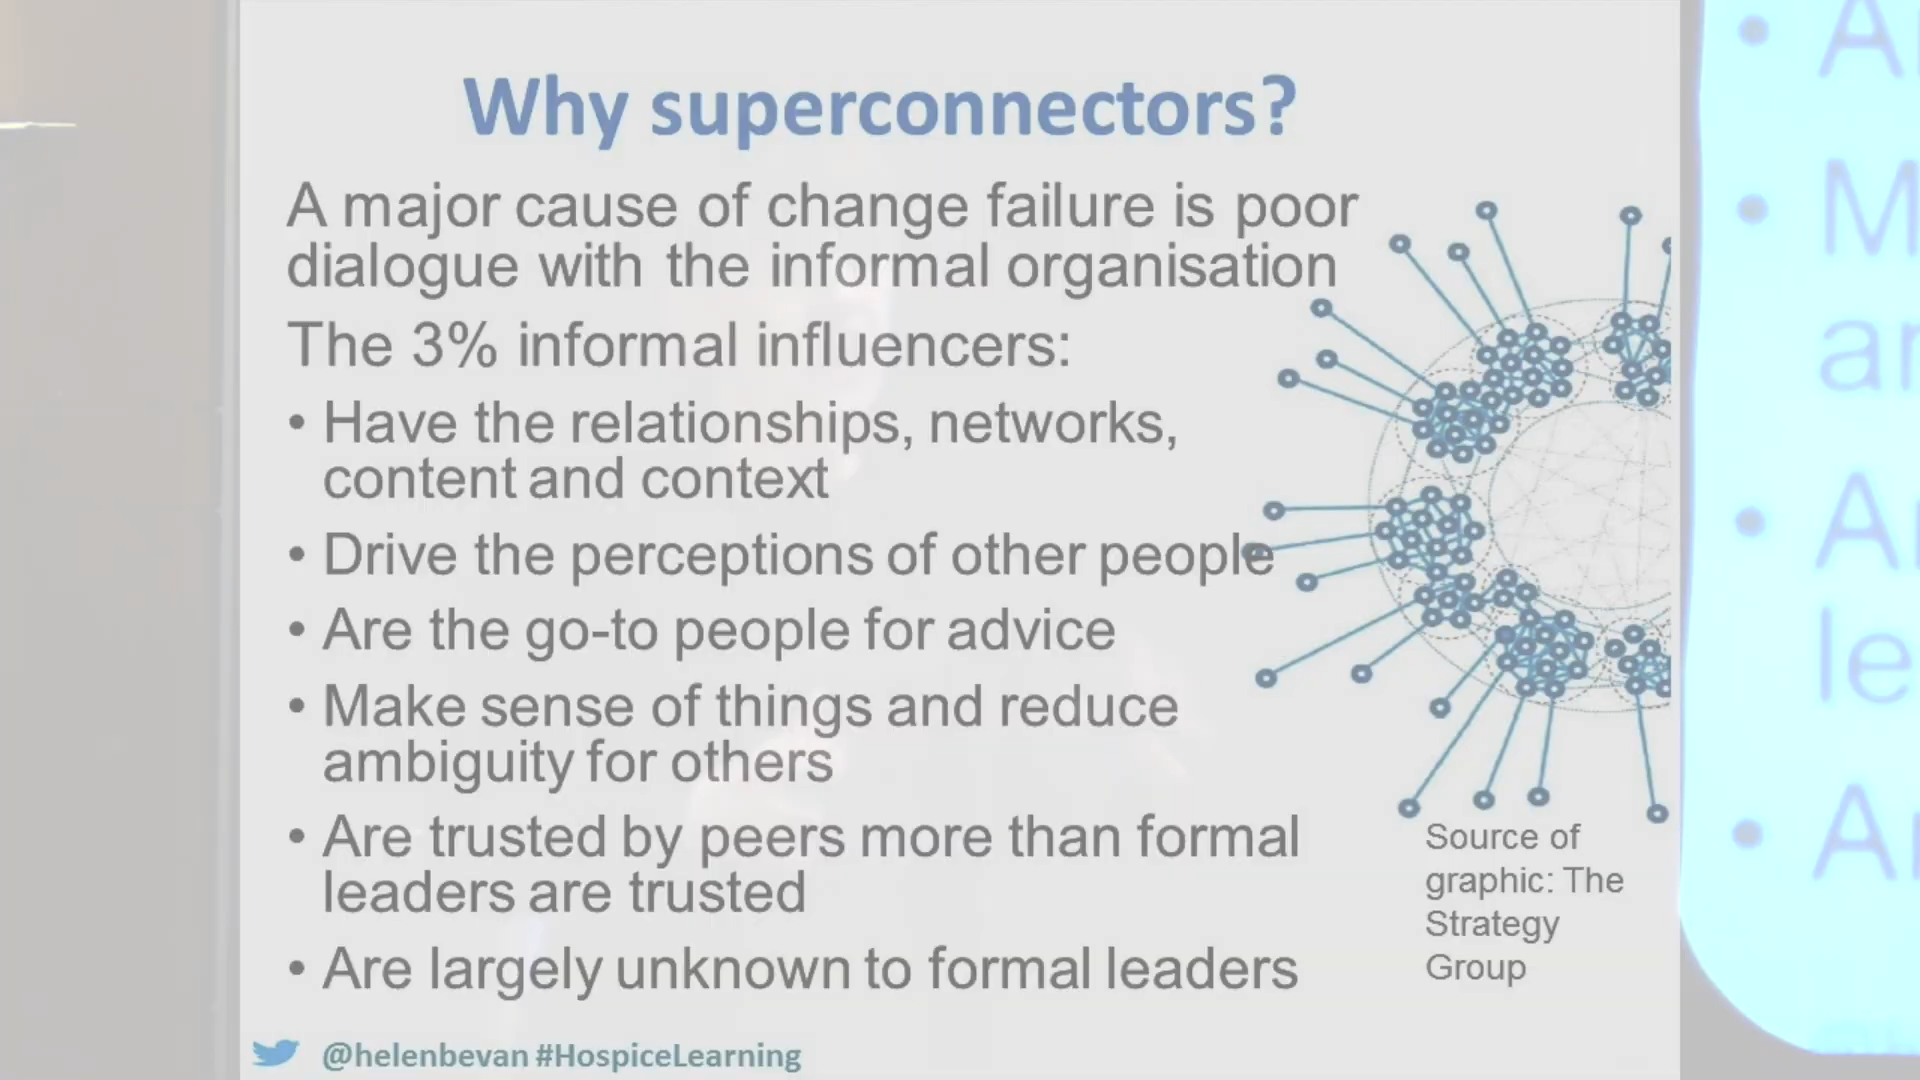 Why superconnectors?
A major cause of change failure is poor
dialogue with the informal organisation
The 3% informal influencers:
• Have the relationships, networks,
content and context
• Drive the perceptions of other people
• Are the go-to people for advice
• Make sense of things and reduce
ambiguity for others
• Are trusted by peers more than formal
leaders are trusted
• Are largely unknown to formal leaders
Source of
graphic: The
Strategy
Group
@helenbevan #HospiceLearning